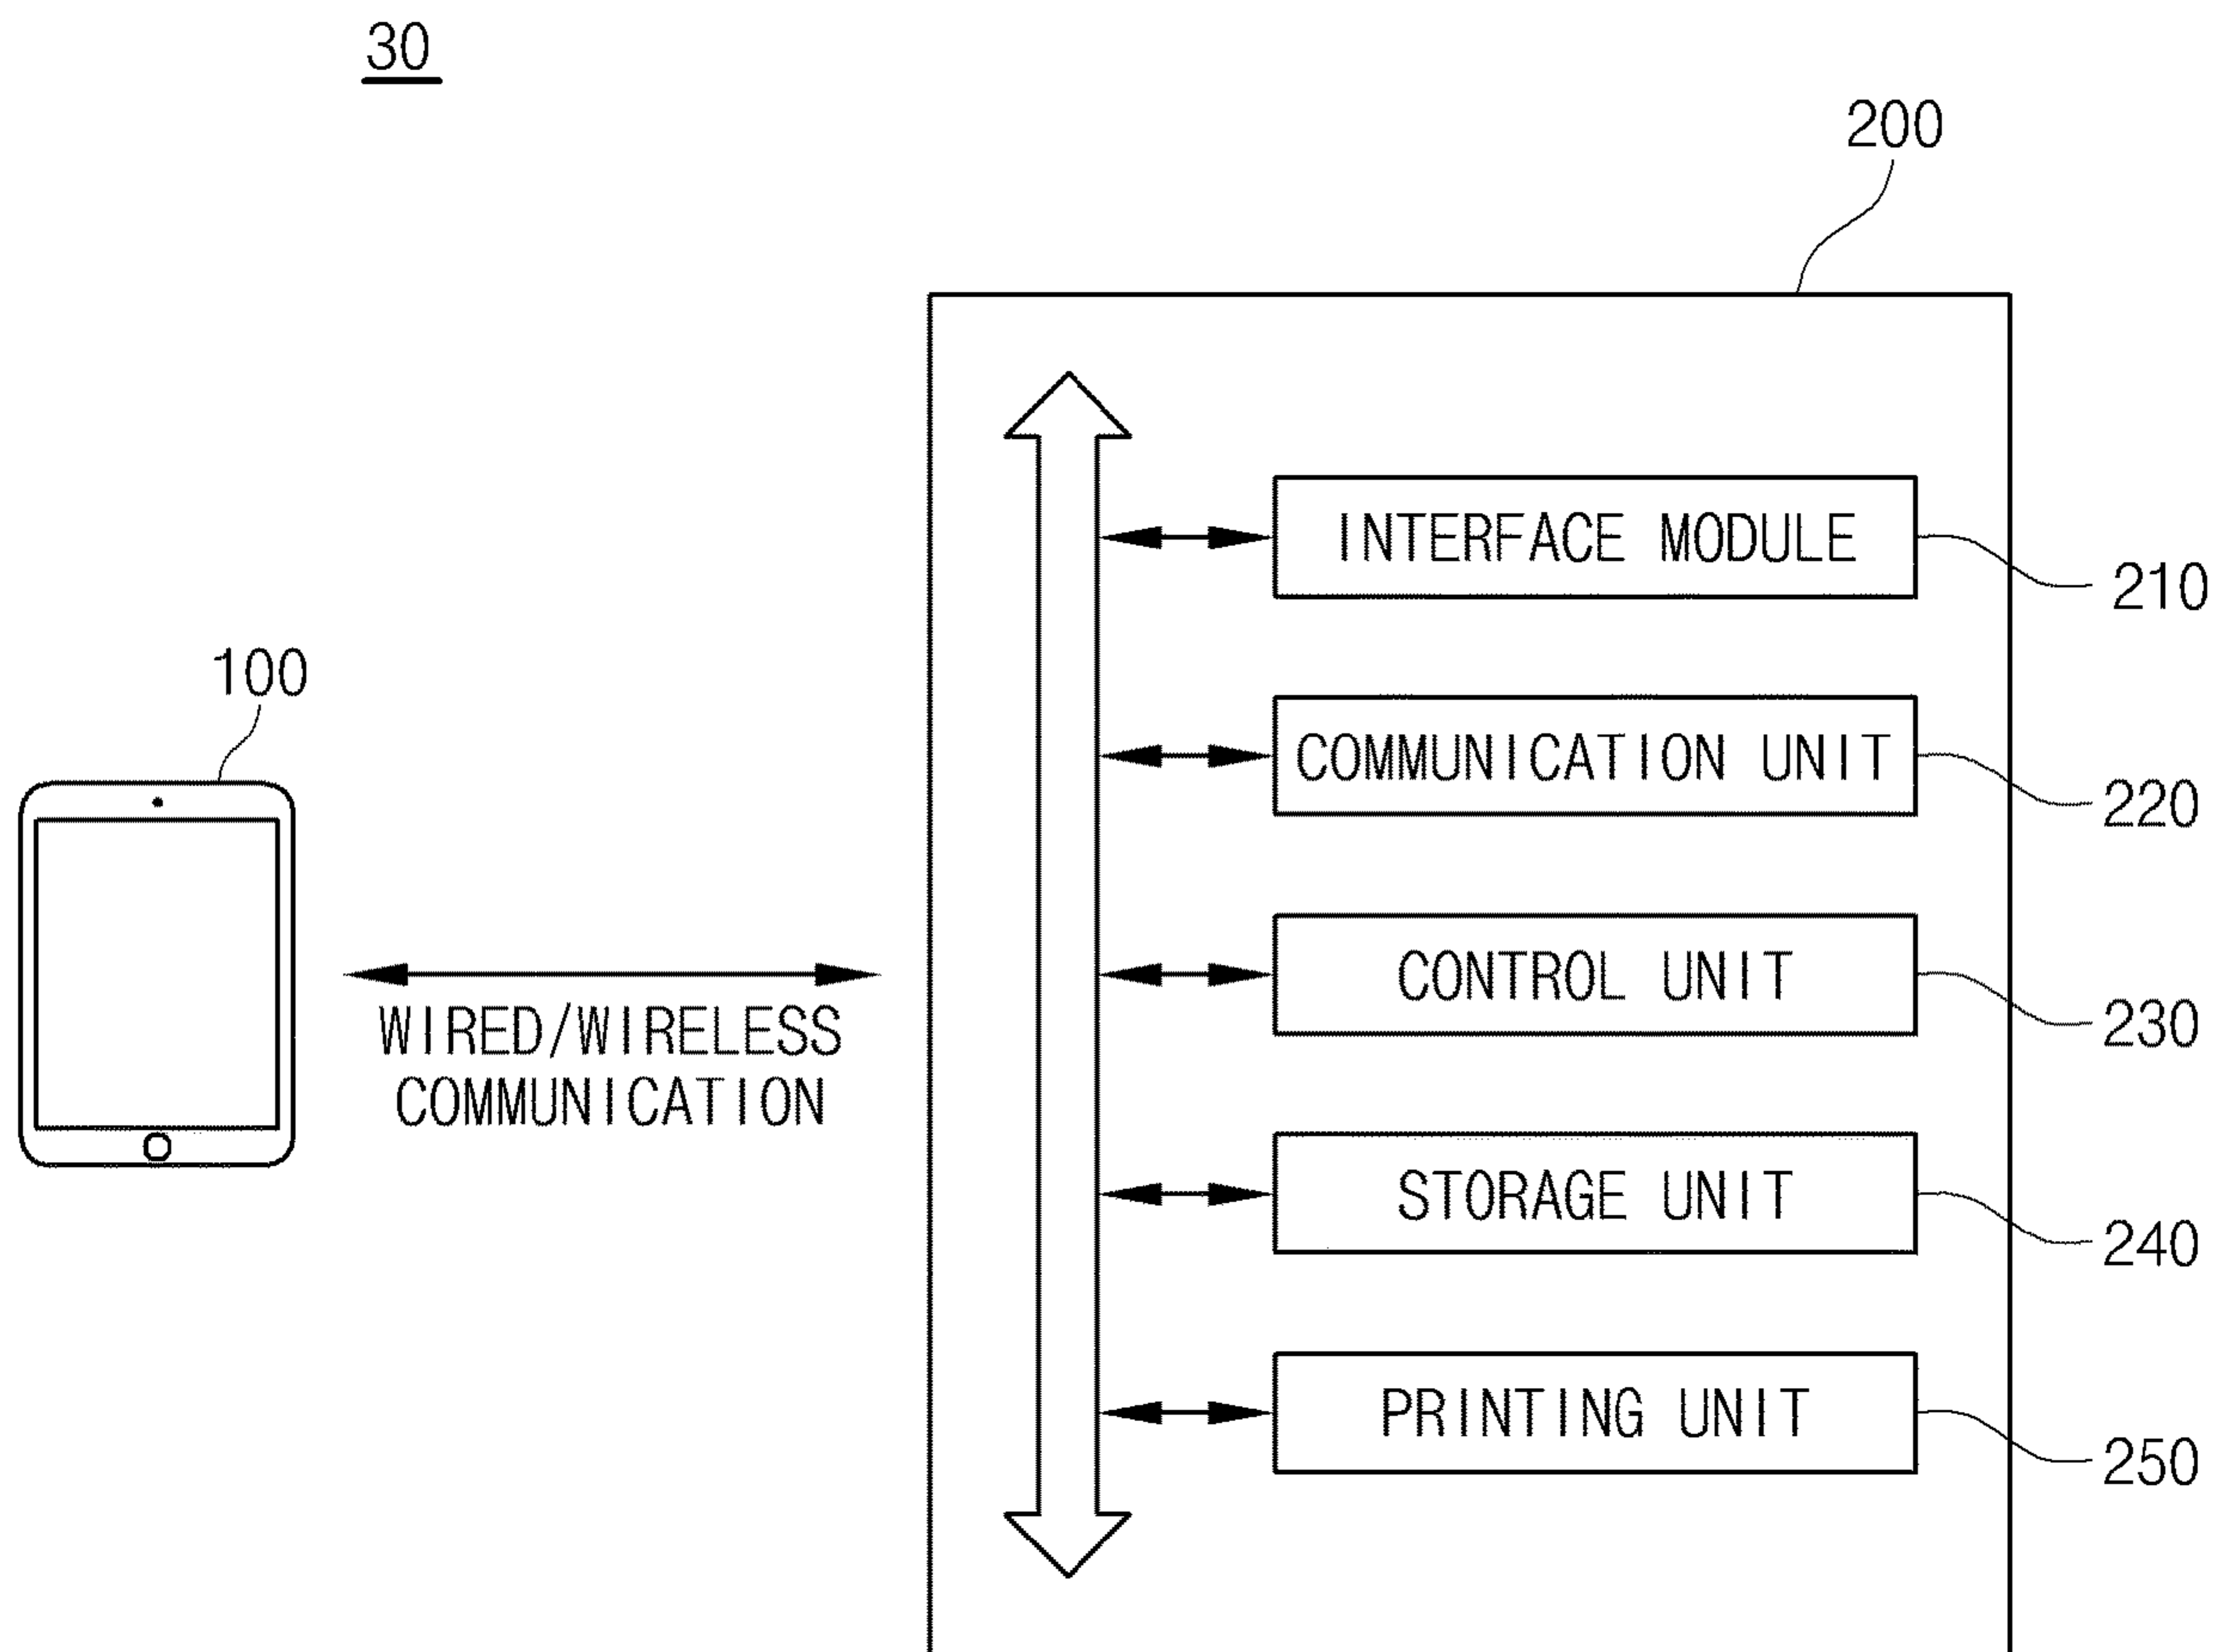 30
200
INTERFACE MODULE
210
100
COMMUNICATION UNIT
220
CONTROL UNIT
230
WIRED/WIRELESS
COMMUNICATION
STORAGE UNIT
240
PRINTING UNIT
250